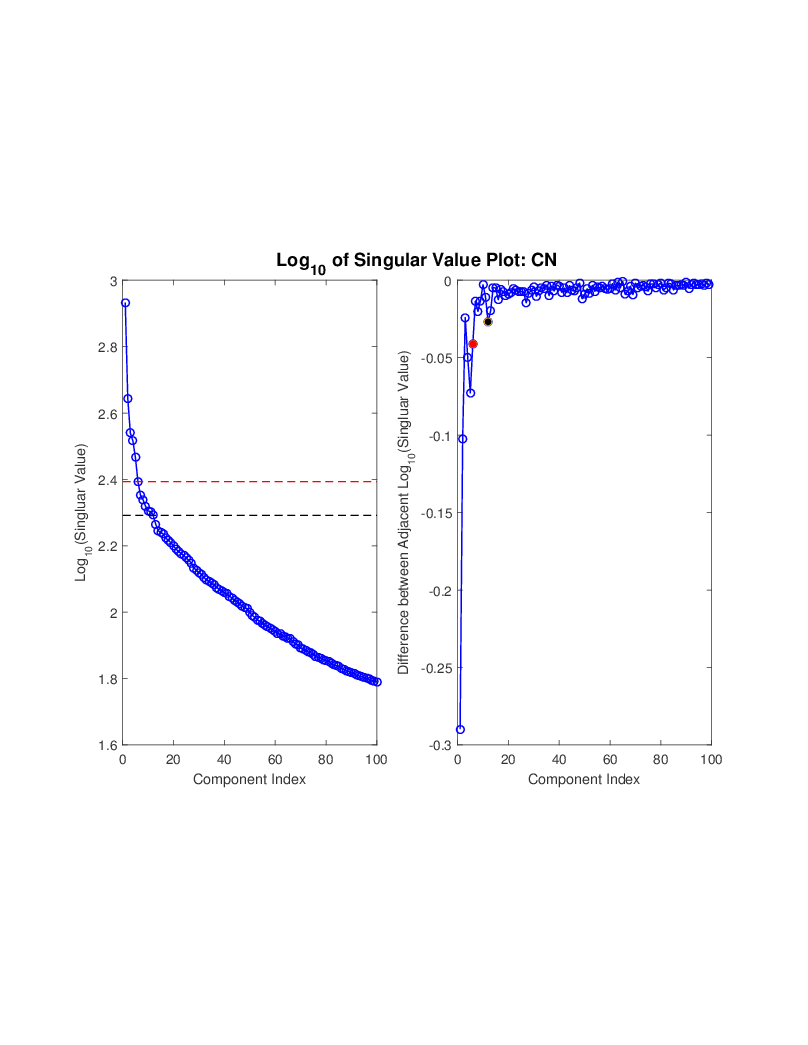 Log10 of Singular Value Plot: CN
3
2.8
2.6
2.4
2.2
2
1.8
1.6
0 20 40 60 80 100
Component Index
Log10(Singluar Value)
0
-0.05
-0.1
-0.15
-0.2
-0.25
-0.3
0 20 40 60 80 100
Component Index
Difference between Adjacent Log10(Singluar Value)